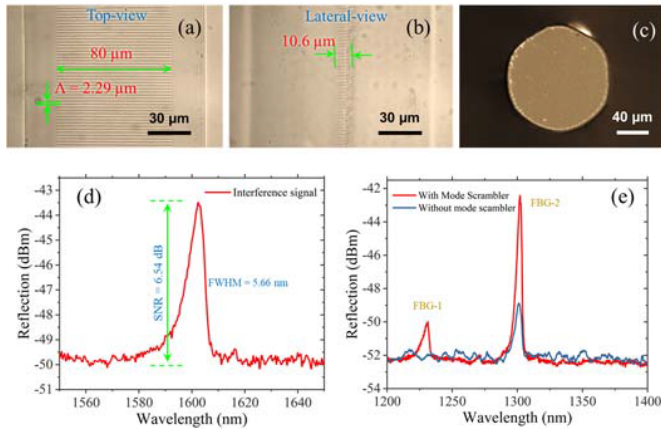 Top-view
(a)
80 μm
Λ = 2.29 μm
30 μm
Lateral-view
(b)
10.6 μm
30 μm
(c)
40 μm
(d)
Interference signal
SNR = 6.54 dB
FWHM = 5.66 nm
Reflection (dBm)
-43
-44
-45
-46
-47
-48
-49
-50
-51
1560
1580
1600
1620
1640
Wavelength (nm)
(e)
With Mode Scrambler
Without mode scambler
FBG-1
FBG-2
Reflection (dBm)
-42
-44
-46
-48
-50
-52
-54
1200
1250
1300
1350
1400
Wavelength (nm)